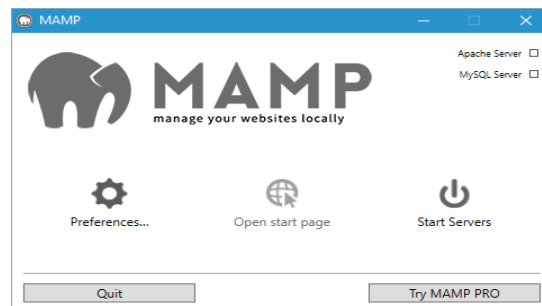 MAMP
Apache Server
MySQL Server
MAMP
manage your websites locally
Preferences...
Open start page
Start Servers
Quit
Try MAMP PRO